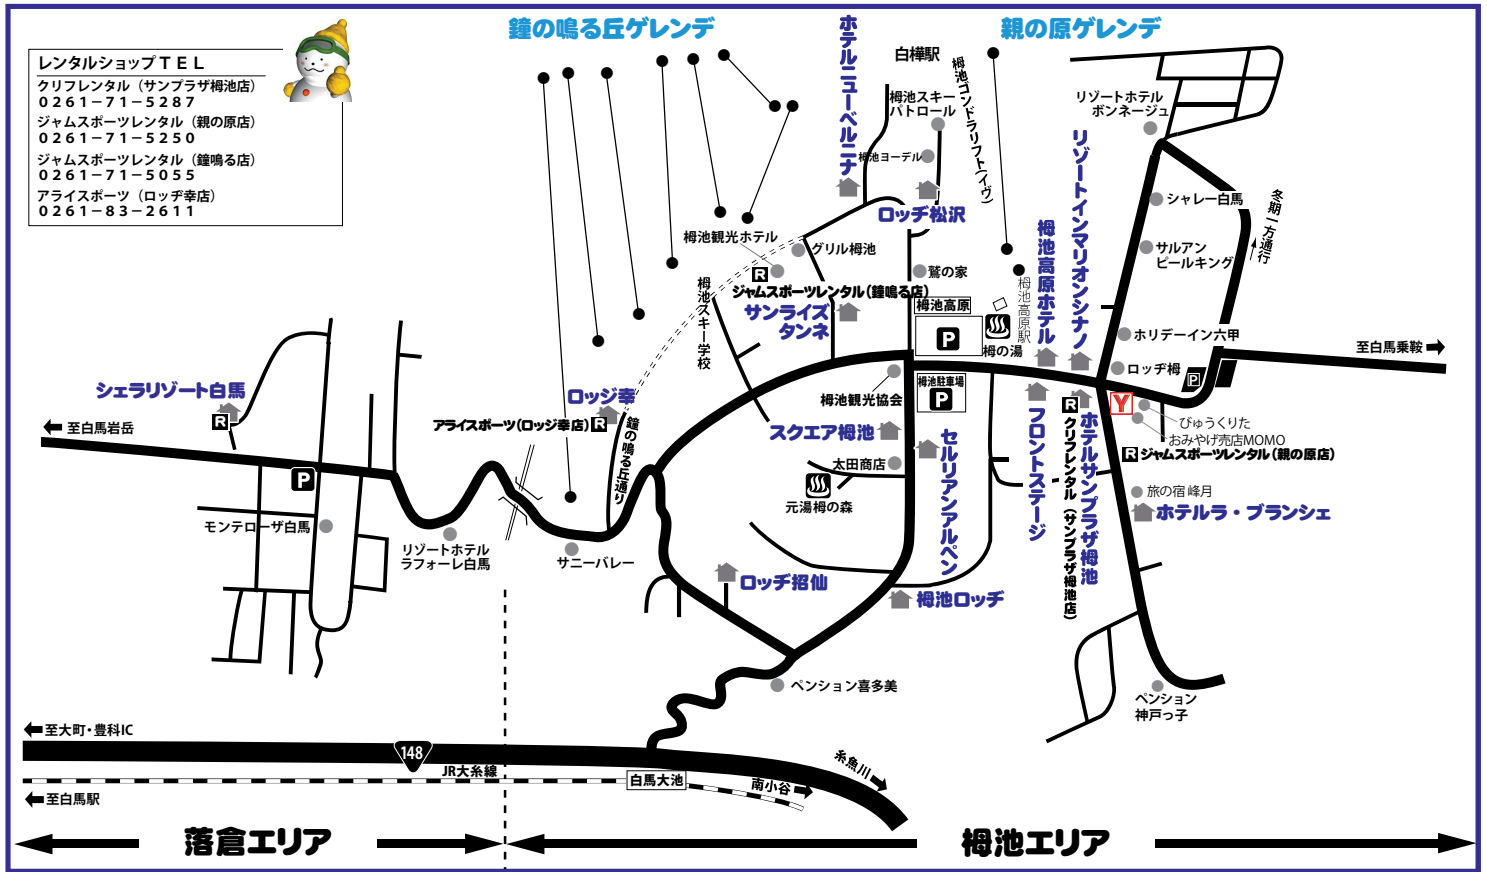 鐘の鳴る丘ゲレンデ
親の原ゲレンデ
レンタルショップＴＥＬ
クリフレンタル（サンプラザ栂池店）
０２６１－７１－５２８７
ジャムスポーツレンタル（親の原店）
０２６１－７１－５２５０
ジャムスポーツレンタル（鐘鳴る店）
０２６１－７１－５０５５
アライスポーツ（ロッヂ幸店）
０２６１－８３－２６１１
ホテルニューベルニナ
白樺駅
栂池スキー
パトロール
栂池ヨーデル
栂池ゴンドラリフト(イヴ)
ロッヂ松沢
リゾートホテル
ボンネージュ
リゾートインマリオンシナノ
シャレー白馬
冬期一方通行
サルアン
ビールキング
栂池高原ホテル
栂池高原駅
栂池観光ホテル
グリル栂池
鷲の家
R
ジャムスポーツレンタル(鐘鳴る店)
サンライズ
タンネ
栂池スキー学校
栂池高原
P
栂の湯
ホリデーイン六甲
ロッヂ栂
P
至白馬乗鞍
シェラリゾート白馬
R
至白馬岩岳
ロッジ幸
アライスポーツ(ロッジ幸店)
R
鐘の鳴る丘通り
栂池観光協会
栂池駐車場
P
スクエア栂池
太田商店
元湯栂の森
セルリアンアルペン
フロントステージ
R
クリフレンタル（サンプラザ栂池店）
ホテルサンプラザ栂池
Y
びゅうくりた
おみやげ売店MOMO
R
ジャムスポーツレンタル(親の原店)
旅の宿 峰月
ホテルラ・ブランシェ
P
モンテローザ白馬
リゾートホテル
ラフォーレ白馬
サニーバレー
ロッヂ招仙
栂池ロッヂ
ペンション喜多美
ペンション
神戸っ子
至大町・豊科IC
148
JR大糸線
白馬大池
南小谷
糸魚川
至白馬駅
落倉エリア
栂池エリア